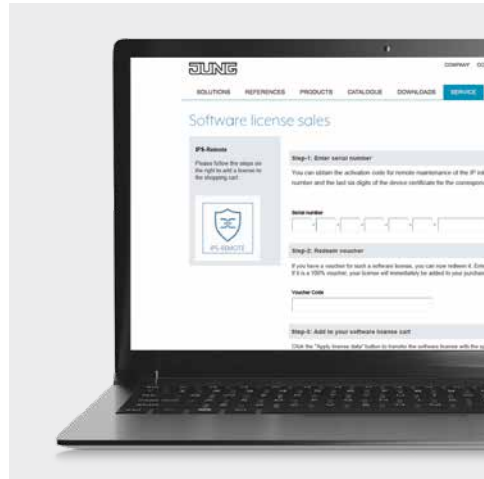 JUNG
COMPANY
SOLUTIONS REFERENCES PRODUCTS CATALOGUE DOWNLOADS SERVICE
Software license sales
IPS-Remote
Please follow the steps on
the right to add a license to
the shopping cart.
IPS-REMOTE
Step-1: Enter serial number
You can obtain the activation code for remote maintenance of the IP
number and the last six digits of the device certificate for the
Serial number
Step-2: Redeem voucher
If you have a voucher for such a software license, you can now redeem it.
If it is a 100% voucher, your license will immediately be added to your
Voucher Code
Step-3: Add to your software license cart
Click the "Apply license data" button to transfer the software license with the